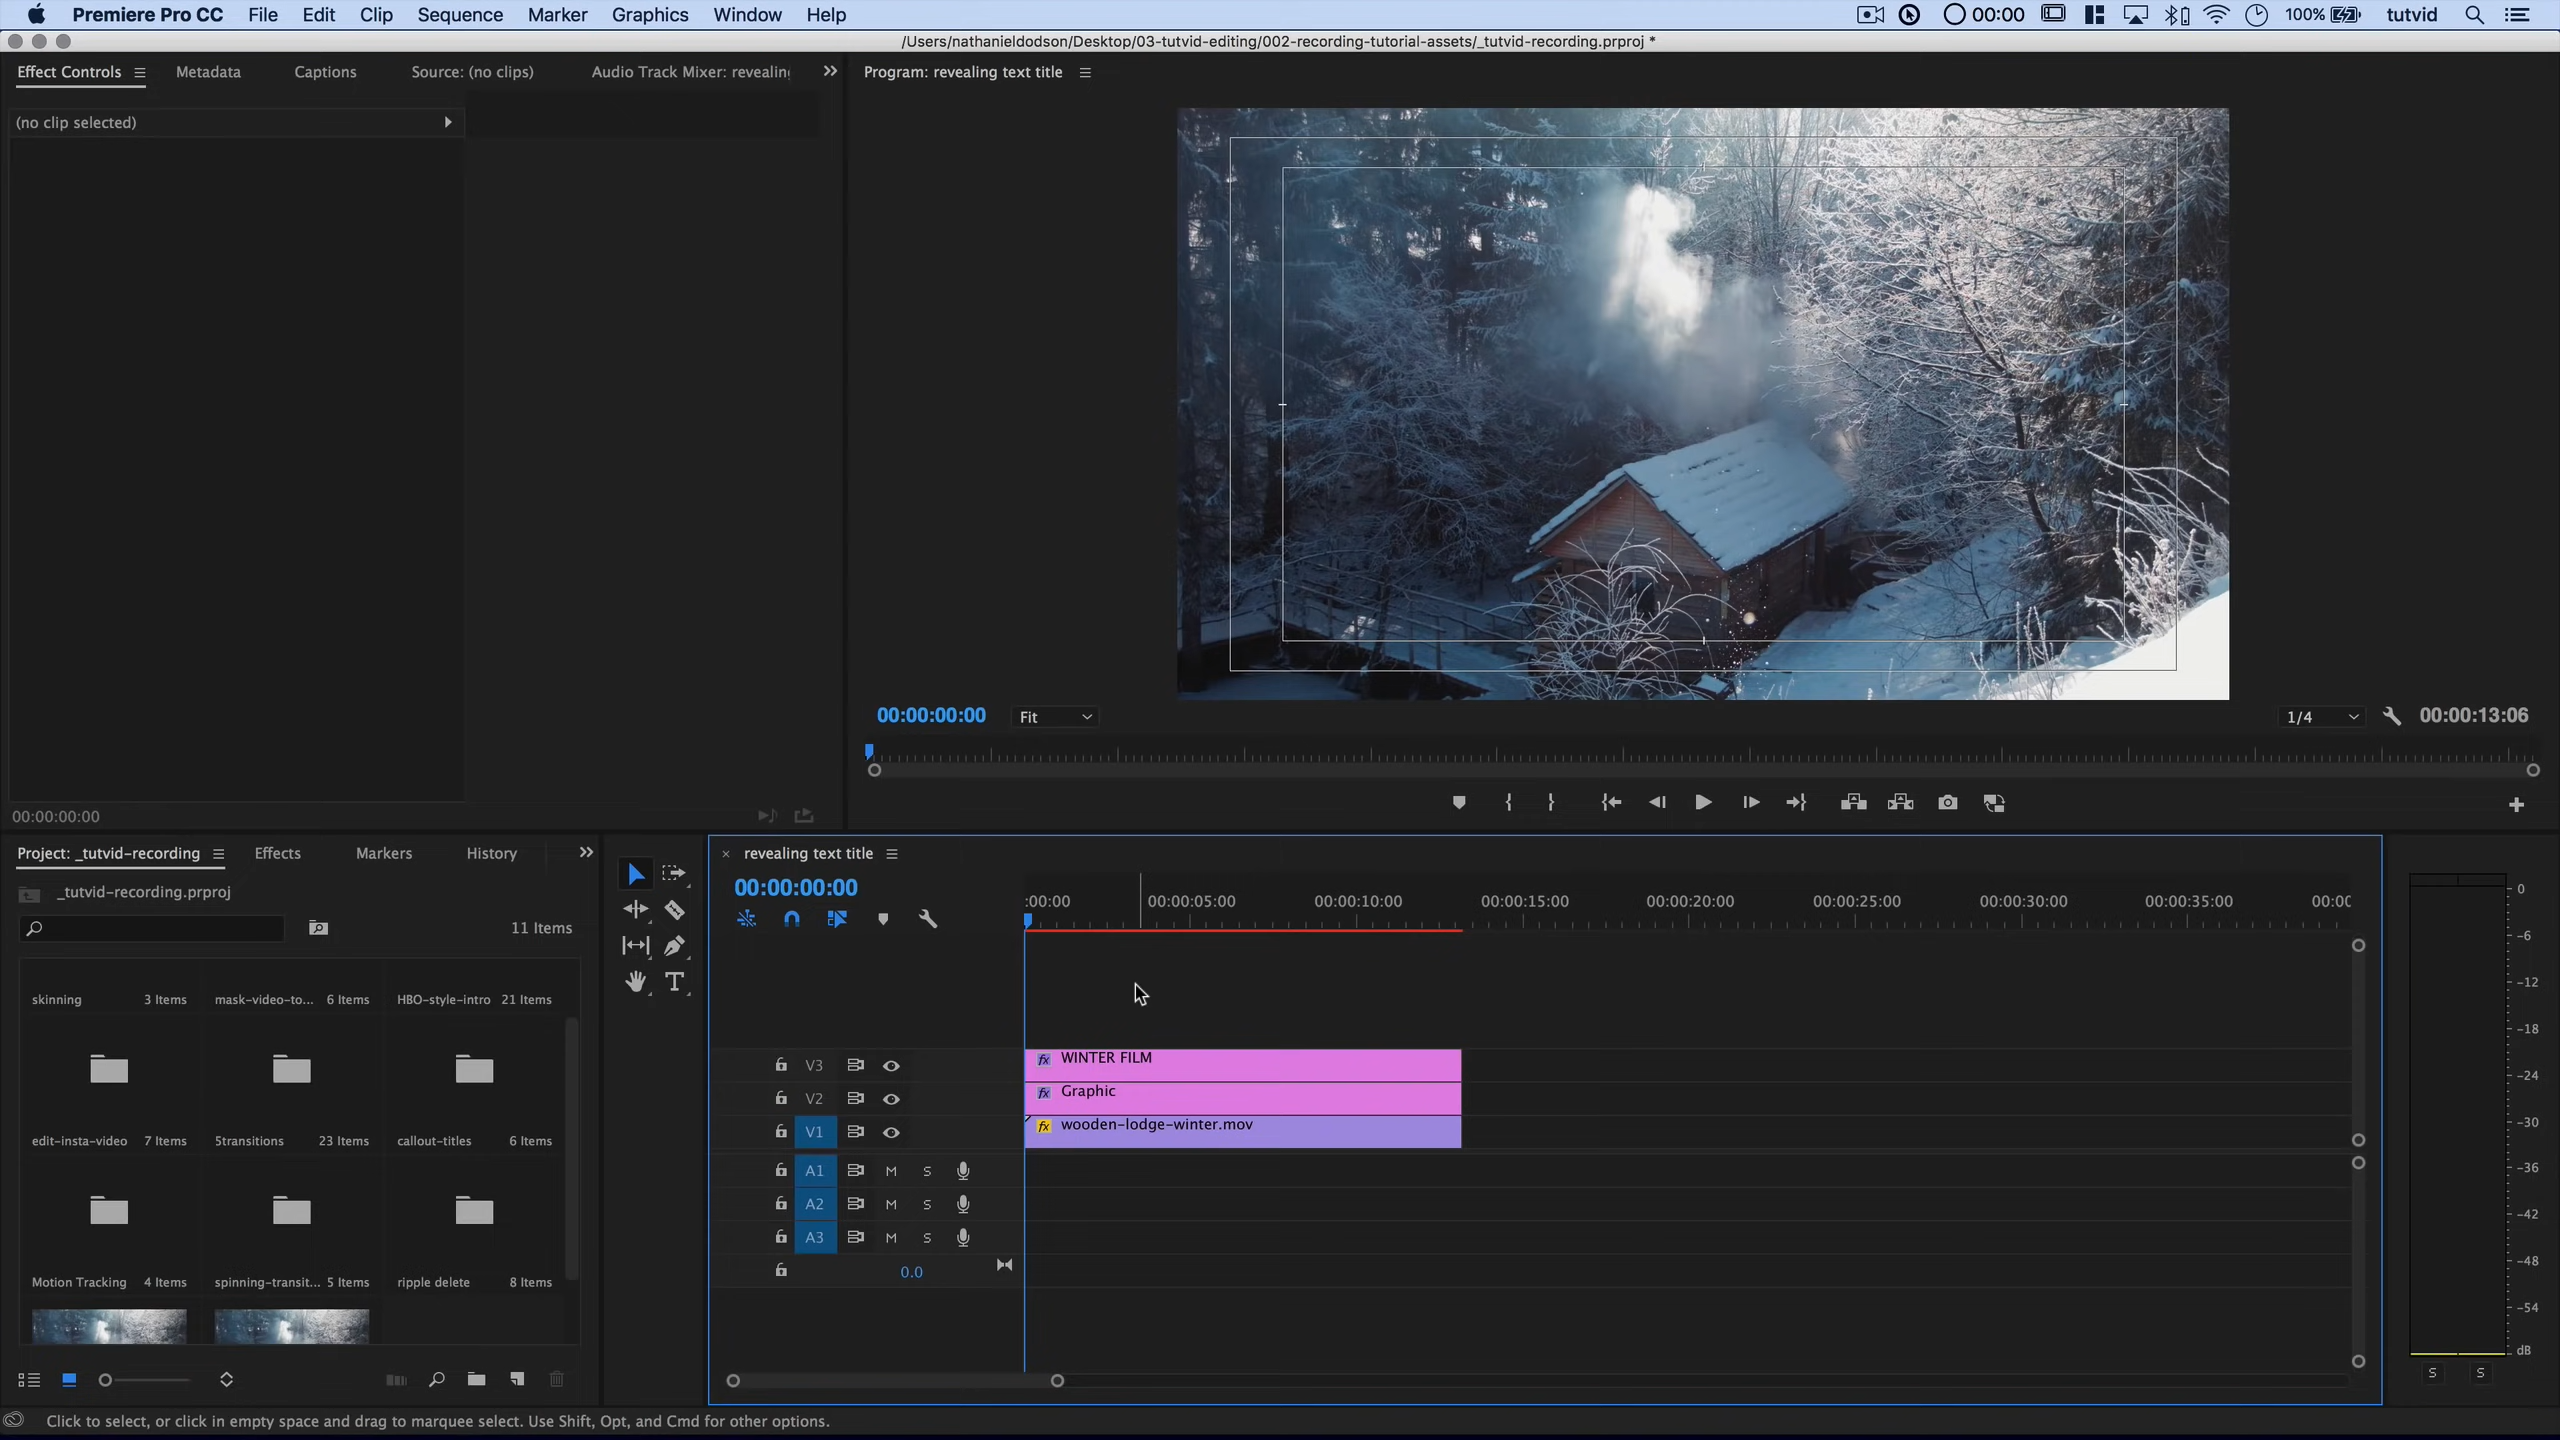 Premiere Pro CC File Edit Clip Sequence Marker Graphics Window Help 00:00 100% tutvid
/Users/nathanieldodson/Desktop/03-tutvid-editing/002-recording-tutorial-assets/_tutvid-recording.prproj *
Effect Controls Metadata Captions Source: (no clips) Audio Track Mixer: revealin
Program: revealing text title
(no clip selected)
00:00:00:00 Fit 1/4 00:00:13:06
00:00:00:00
Project: _tutvid-recording Effects Markers History
revealing text title
_tutvid-recording.prproj
00:00:00:00
:00:00 00:00:05:00 00:00:10:00 00:00:15:00 00:00:20:00 00:00:25:00 00:00:30:00 00:00:35:00 00:00
11 Items
skinning 3 Items mask-video-to... 6 Items HBO-style-intro 21 Items
edit-insta-video 7 Items 5transitions 23 Items callout-titles 6 Items
Motion Tracking 4 Items spinning-transit... 5 Items ripple delete 8 Items
V3 fx WINTER FILM
V2 fx Graphic
V1 fx wooden-lodge-winter.mov
A1 M S
A2 M S
A3 M S
0.0
0
-6
-12
-18
-24
-30
-36
-42
-48
-54
dB
S S
Click to select, or click in empty space and drag to marquee select. Use Shift, Opt, and Cmd for other options.